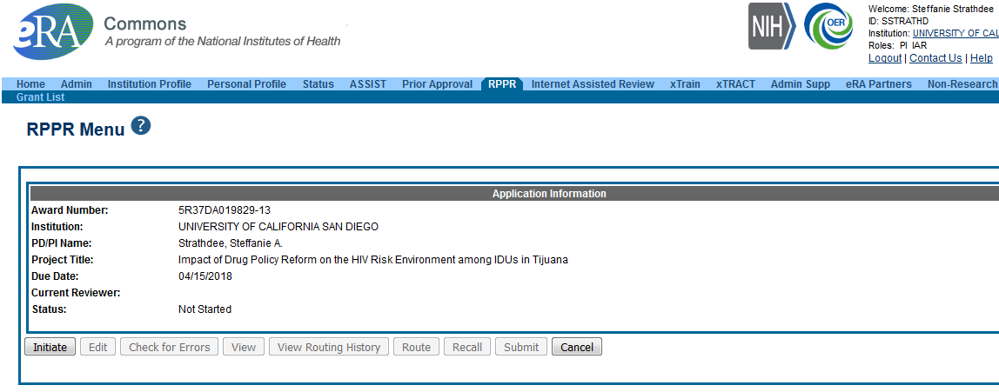 eRA
Commons
A program of the National Institutes of Health
NIH
OER
Welcome: Steffanie Strathdee
ID: SSTRATHD
Institution: UNIVERSITY OF CAL
Roles: PI IAR
Logout | Contact Us | Help
Home Admin Institution Profile Personal Profile Status ASSIST Prior Approval RPPR Internet Assisted Review xTrain xTRACT Admin Supp eRA Partners Non-Research
Grant List
RPPR Menu ?
Application Information
Award Number: 5R37DA019829-13
Institution: UNIVERSITY OF CALIFORNIA SAN DIEGO
PD/PI Name: Strathdee, Steffanie A.
Project Title: Impact of Drug Policy Reform on the HIV Risk Environment among IDUs in Tijuana
Due Date: 04/15/2018
Current Reviewer:
Status: Not Started
Initiate Edit Check for Errors View View Routing History Route Recall Submit Cancel